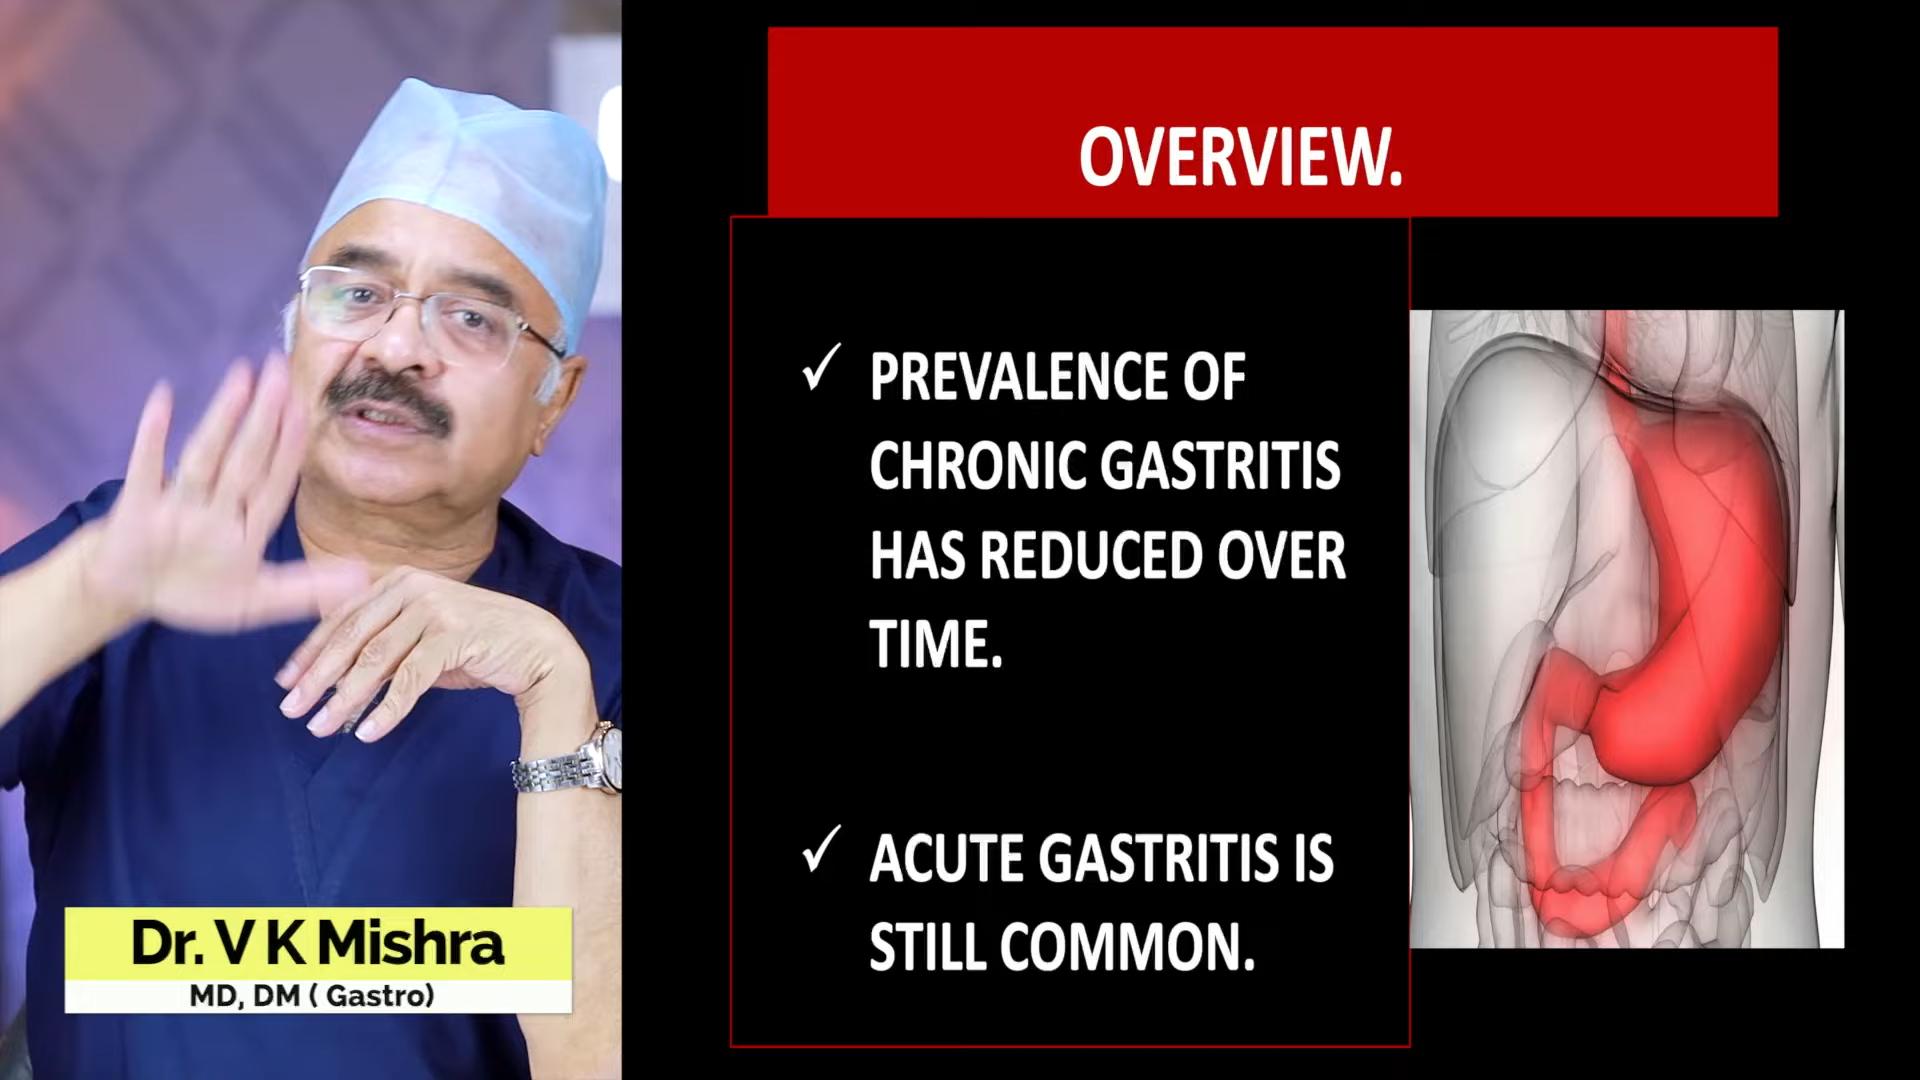 OVERVIEW.
✓ PREVALENCE OF
CHRONIC GASTRITIS
HAS REDUCED OVER
TIME.
✓ ACUTE GASTRITIS IS
STILL COMMON.
Dr. V K Mishra
MD, DM ( Gastro)